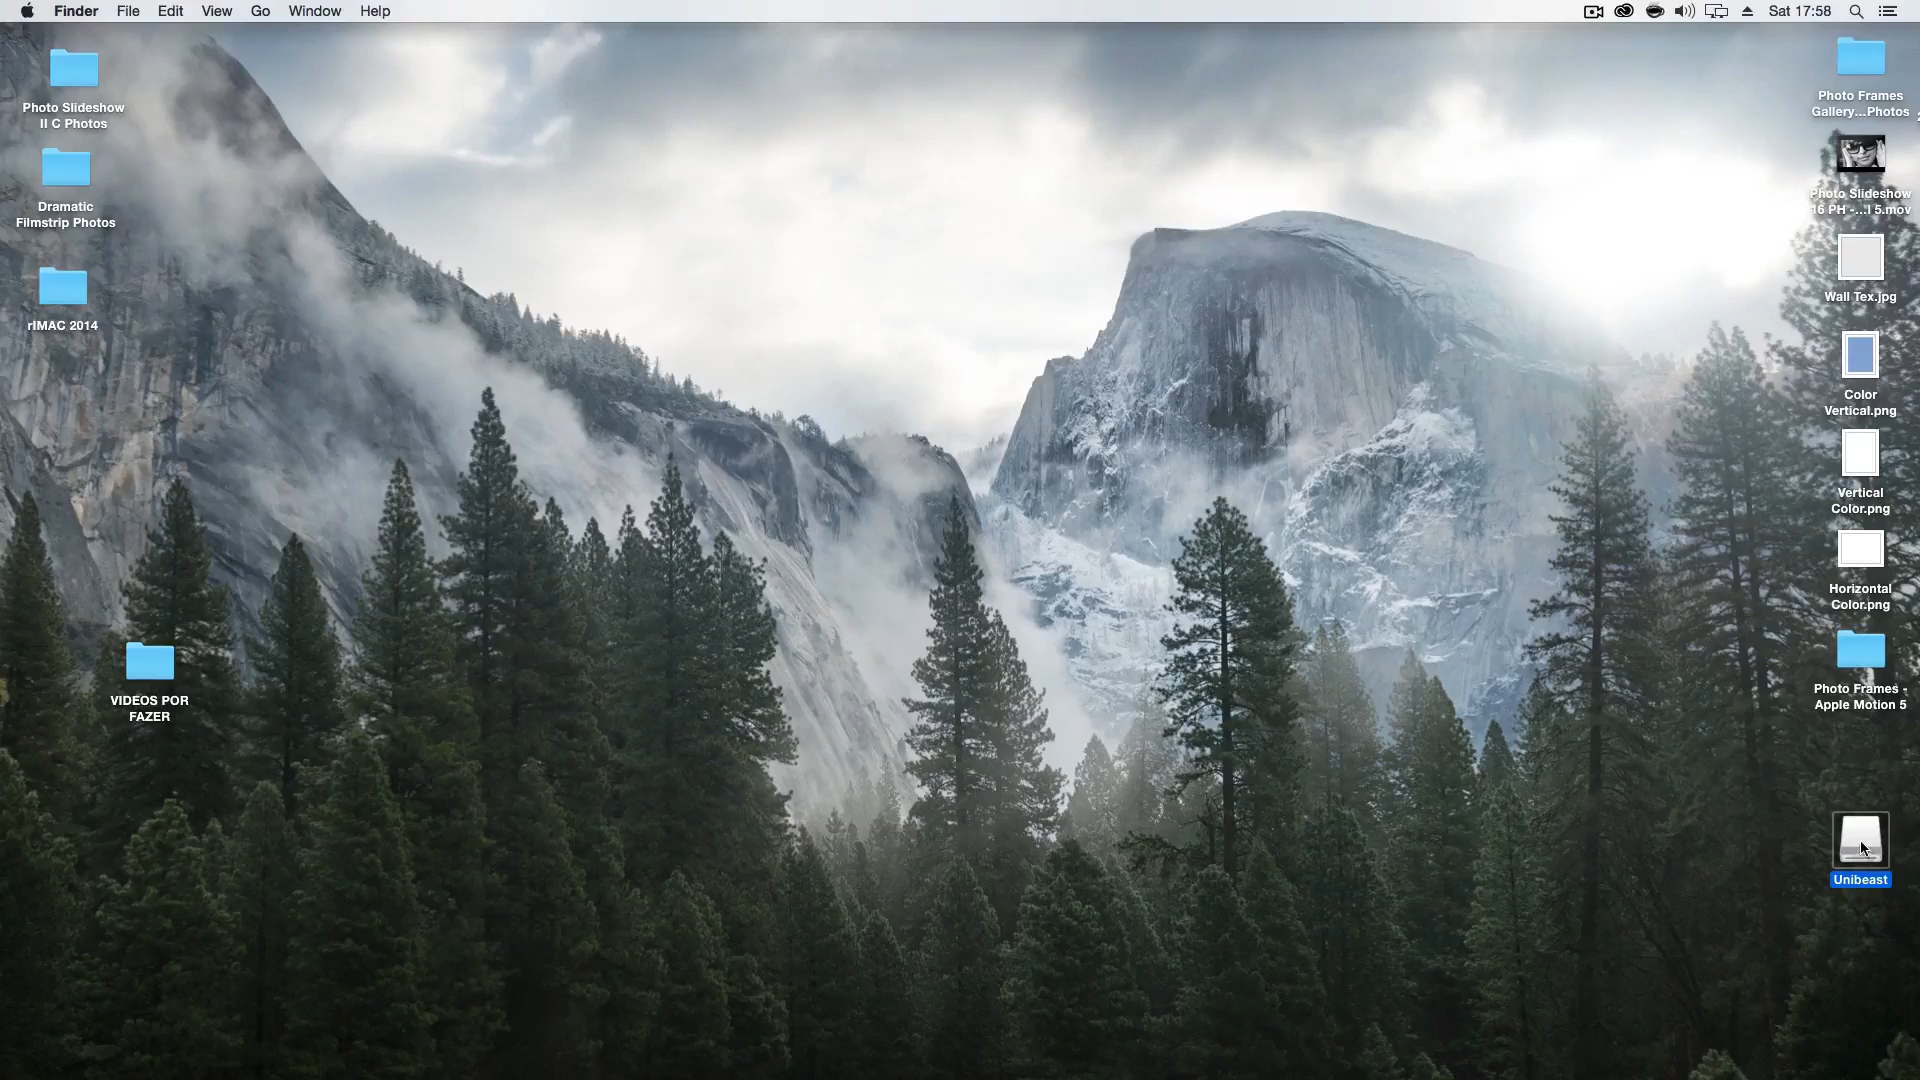 Finder File Edit View Go Window Help Sat 17:58
Photo Slideshow
II C Photos
Dramatic
Filmstrip Photos
rIMAC 2014
VIDEOS POR
FAZER
Photo Frames
Gallery...Photos
Photo Slideshow
16 PH -...l 5.mov
Wall Tex.jpg
Color
Vertical.png
Vertical
Color.png
Horizontal
Color.png
Photo Frames -
Apple Motion 5
Unibeast